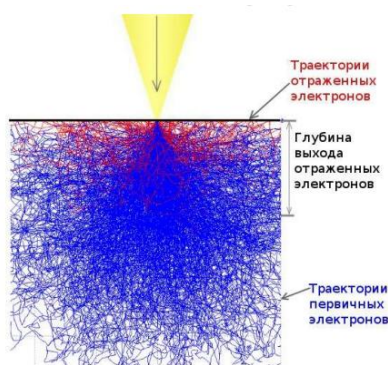 Траектории
отраженных
электронов
Глубина
выхода
отраженных
электронов
Траектории
первичных
электронов